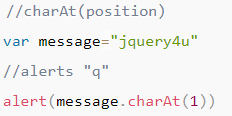 //charAt(position)
var message="jquery4u"
//alerts "q"
alert(message.charAt(1))